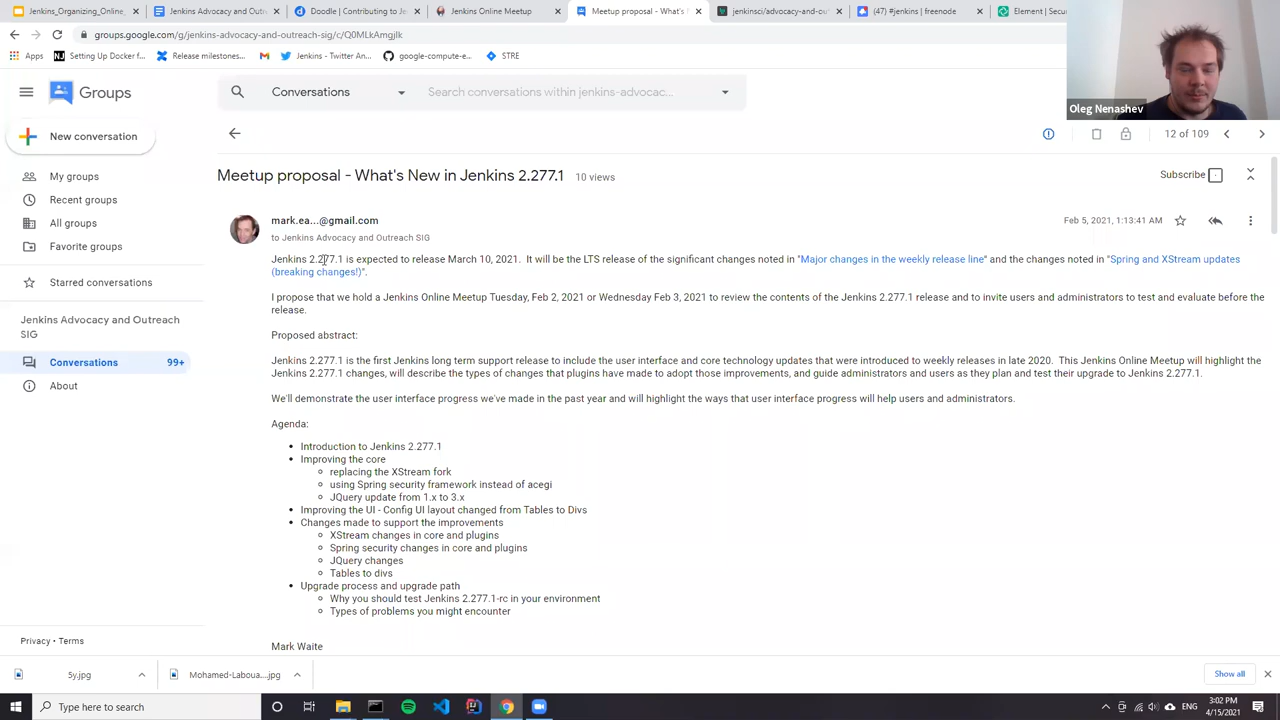 Jenkins_Organizing_Online_
Jenkins Advocacy and Outrea
Doodle | Contributing to Je
Jenkins Online Meetup
Meetup proposal - What's N
jenkinsci/advocacy-and-out
(47) #jenkins | freenode
Element | Secu
groups.google.com/g/jenkins-advocacy-and-outreach-sig/c/Q0MLkAmgjlk
Apps
Setting Up Docker f...
Release milestones...
Jenkins - Twitter An...
google-compute-e...
STRE
Oleg Nenashev
Groups
Conversations
Search conversations within jenkins-advocac...
New conversation
12 of 109
My groups
Recent groups
All groups
Favorite groups
Starred conversations
Jenkins Advocacy and Outreach
SIG
Conversations 99+
About
Privacy • Terms
Meetup proposal - What's New in Jenkins 2.277.1 10 views
Subscribe
mark.ea...@gmail.com
Feb 5, 2021, 1:13:41 AM
to Jenkins Advocacy and Outreach SIG
Jenkins 2.277.1 is expected to release March 10, 2021. It will be the LTS release of the significant changes noted in "Major changes in the weekly release line" and the changes noted in "Spring and XStream updates
(breaking changes!)".
I propose that we hold a Jenkins Online Meetup Tuesday, Feb 2, 2021 or Wednesday Feb 3, 2021 to review the contents of the Jenkins 2.277.1 release and to invite users and administrators to test and evaluate before the
release.
Proposed abstract:
Jenkins 2.277.1 is the first Jenkins long term support release to include the user interface and core technology updates that were introduced to weekly releases in late 2020. This Jenkins Online Meetup will highlight the
Jenkins 2.277.1 changes, will describe the types of changes that plugins have made to adopt those improvements, and guide administrators and users as they plan and test their upgrade to Jenkins 2.277.1.
We'll demonstrate the user interface progress we've made in the past year and will highlight the ways that user interface progress will help users and administrators.
Agenda:
• Introduction to Jenkins 2.277.1
• Improving the core
replacing the XStream fork
using Spring security framework instead of acegi
JQuery update from 1.x to 3.x
• Improving the UI - Config UI layout changed from Tables to Divs
• Changes made to support the improvements
XStream changes in core and plugins
Spring security changes in core and plugins
JQuery changes
Tables to divs
• Upgrade process and upgrade path
Why you should test Jenkins 2.277.1-rc in your environment
Types of problems you might encounter
Mark Waite
5y.jpg
Mohamed-Laboua....jpg
Show all
Type here to search
ENG
3:02 PM
4/15/2021